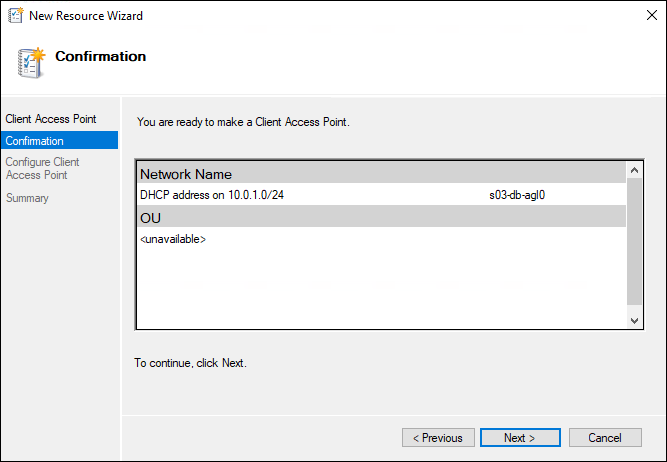 New Resource Wizard
Confirmation
Client Access Point
Confirmation
Configure Client
Access Point
Summary
You are ready to make a Client Access Point.
Network Name
DHCP address on 10.0.1.0/24 s03-db-agl0
OU
<unavailable>
To continue, click Next.
< Previous Next > Cancel